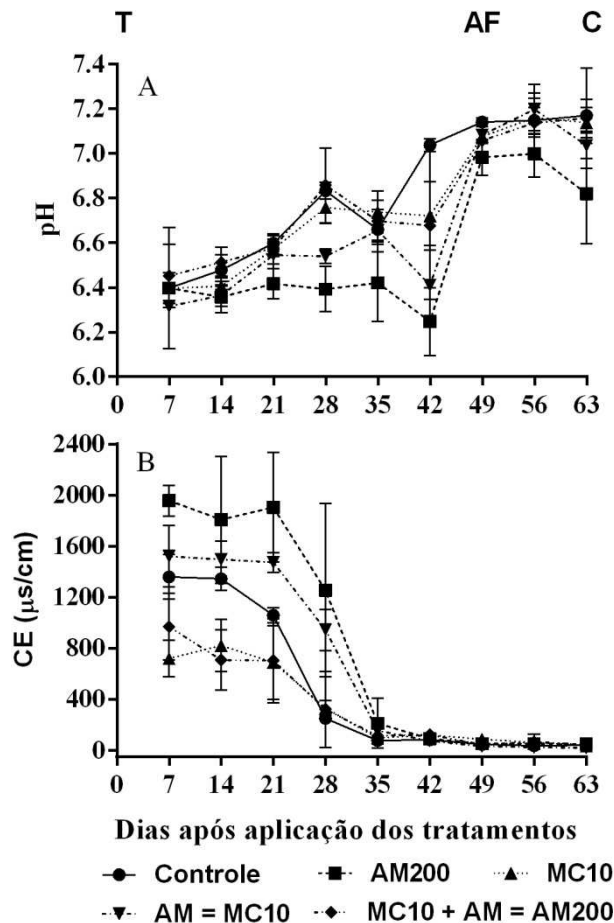 T AF C
A
7.4
7.2
7.0
6.8
6.6
6.4
6.2
6.0
pH
0 7 14 21 28 35 42 49 56 63
B
2400
2000
1600
1200
800
400
0
CE (µs/cm)
0 7 14 21 28 35 42 49 56 63
Dias após aplicação dos tratamentos
Controle AM200 MC10
AM = MC10 MC10 + AM = AM200